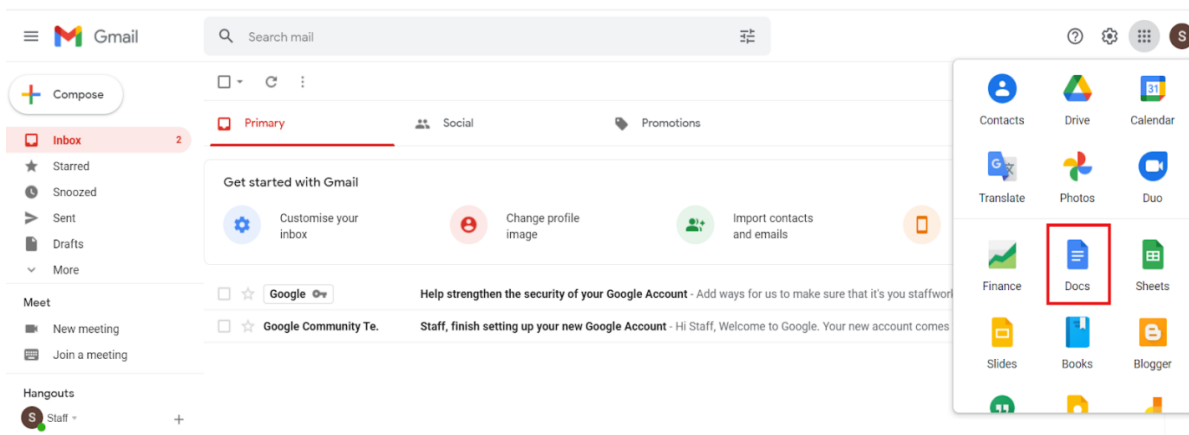 Gmail
Search mail
S
Compose
Inbox 2
Starred
Snoozed
Sent
Drafts
More
Meet
New meeting
Join a meeting
Hangouts
S Staff
Primary
Social
Promotions
Get started with Gmail
Customise your
inbox
Change profile
image
Import contacts
and emails
Google
Help strengthen the security of your Google Account - Add ways for us to make sure that it's you staffwor
Google Community Te.
Staff, finish setting up your new Google Account - Hi Staff, Welcome to Google. Your new account comes
31
Contacts
Drive
Calendar
G
Translate
Photos
Duo
Finance
Docs
Sheets
Slides
Books
Blogger